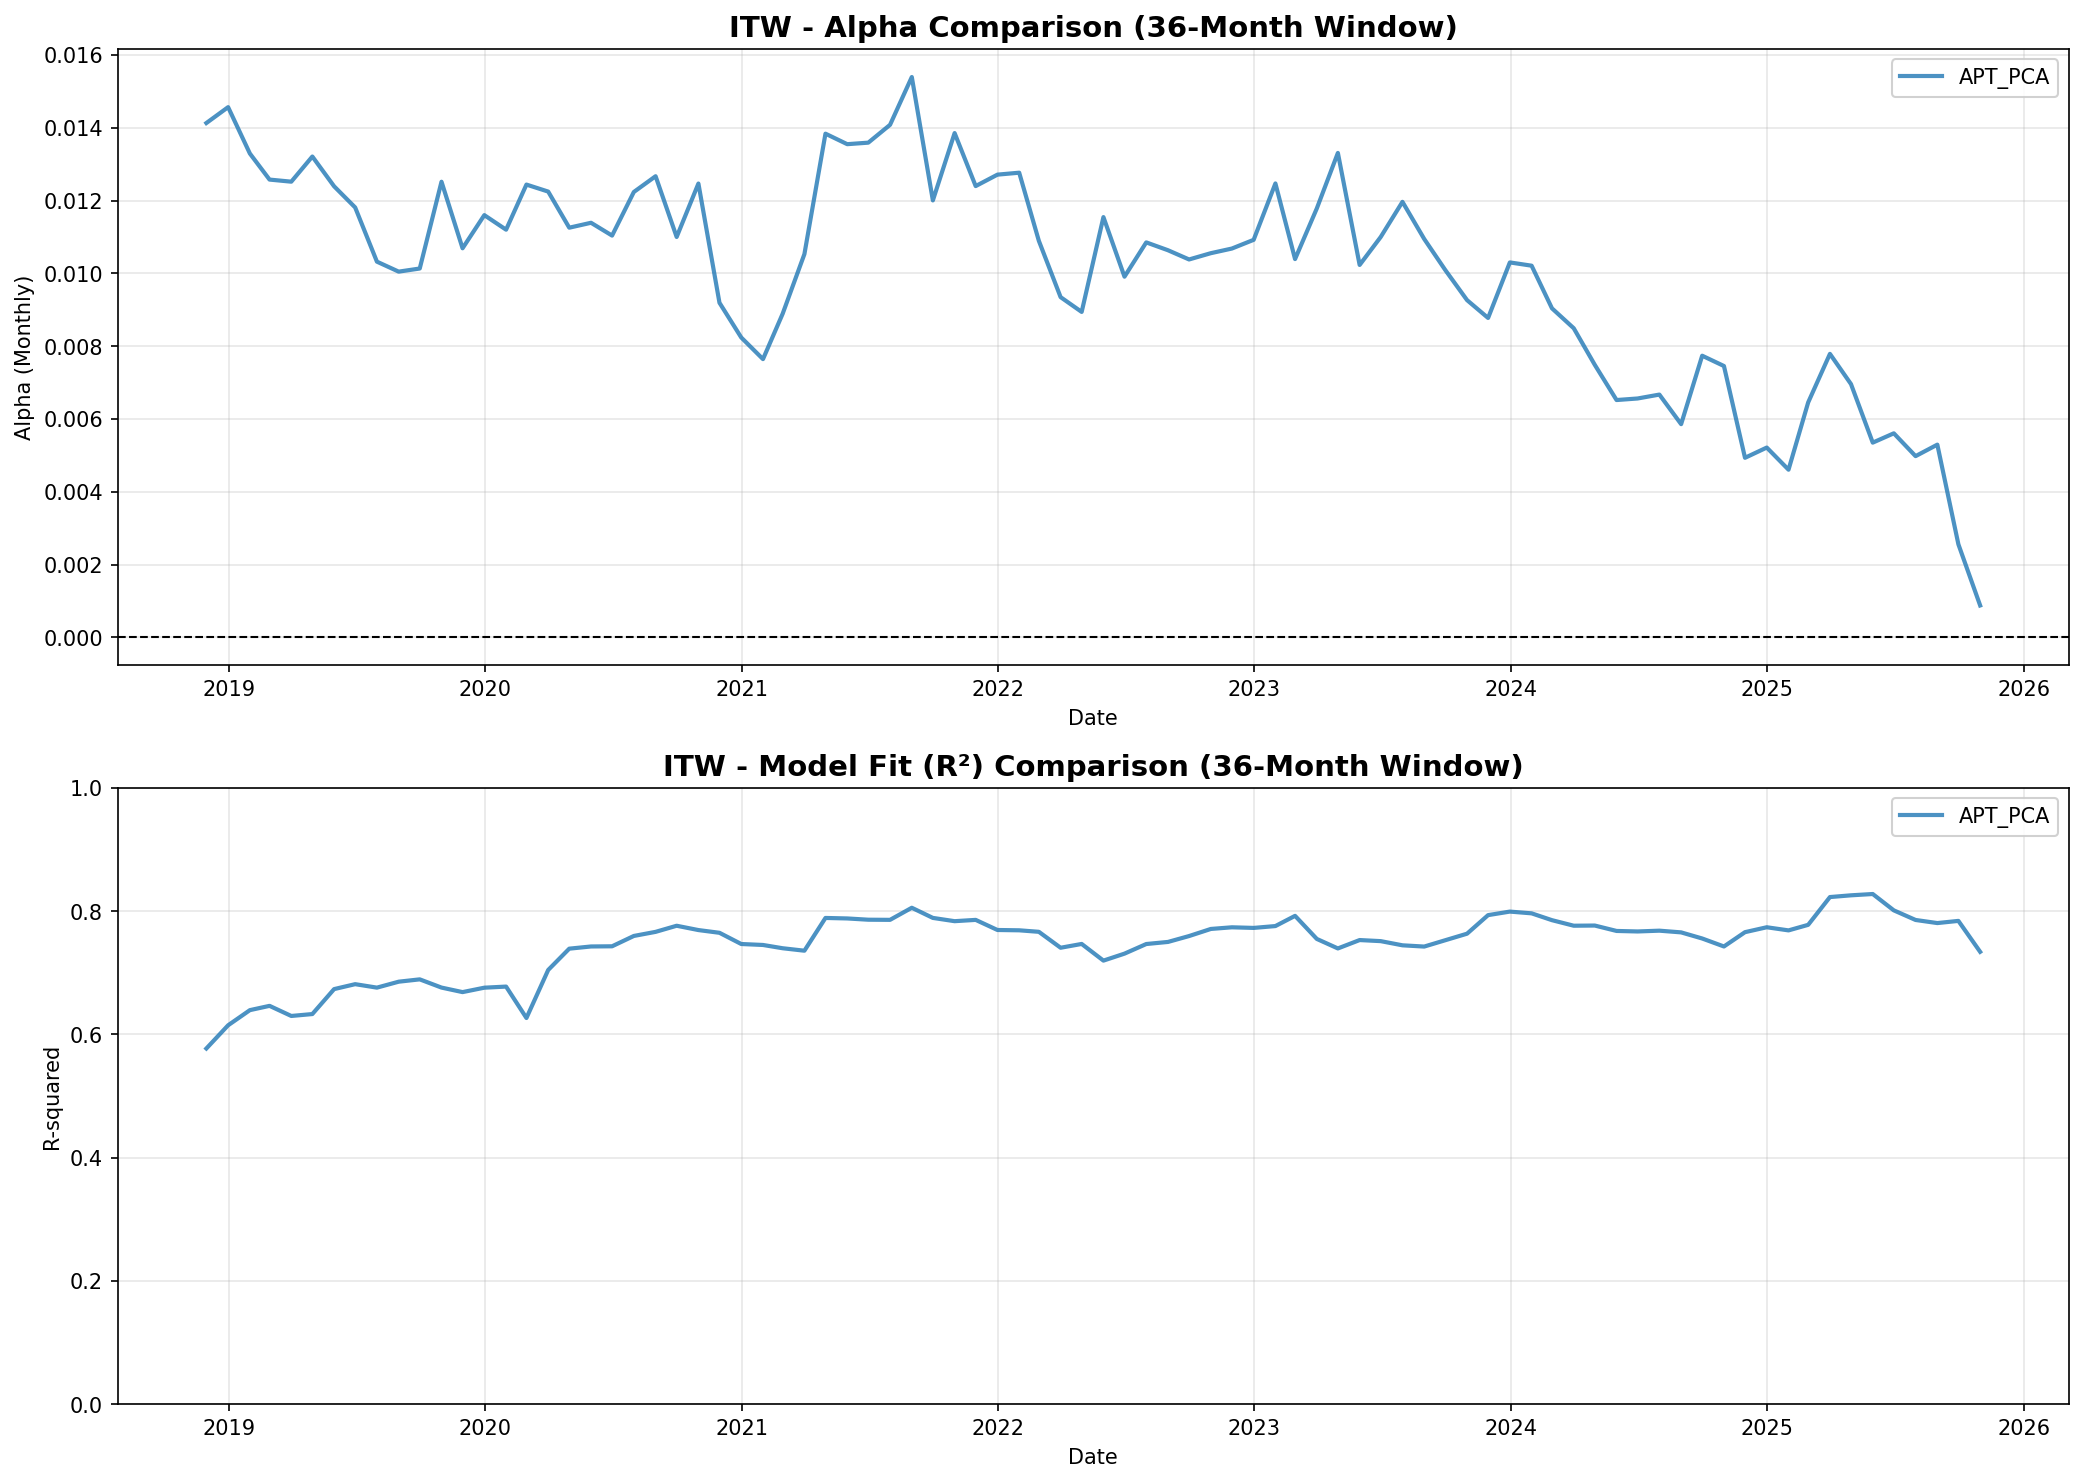 ITW - Alpha Comparison (36-Month Window)
APT_PCA
Alpha (Monthly)
0.016
0.014
0.012
0.010
0.008
0.006
0.004
0.002
0.000
2019 2020 2021 2022 2023 2024 2025 2026
Date
ITW - Model Fit (R²) Comparison (36-Month Window)
APT_PCA
R-squared
1.0
0.8
0.6
0.4
0.2
0.0
2019 2020 2021 2022 2023 2024 2025 2026
Date